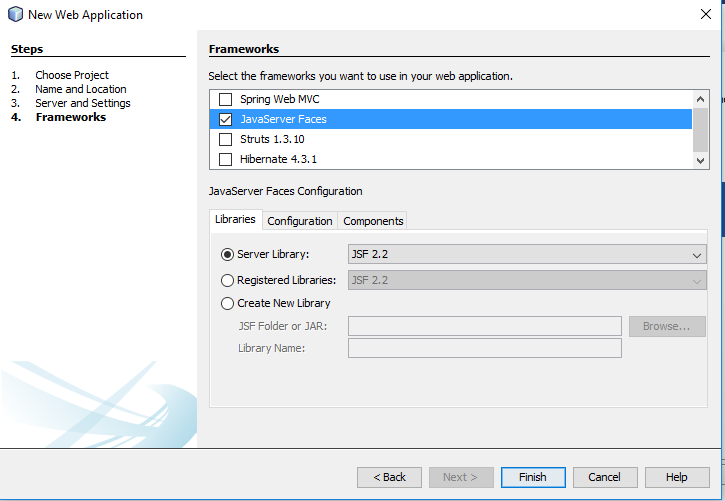 New Web Application
Steps
1. Choose Project
2. Name and Location
3. Server and Settings
4. Frameworks
Frameworks
Select the frameworks you want to use in your web application.
Spring Web MVC
JavaServer Faces
Struts 1.3.10
Hibernate 4.3.1
JavaServer Faces Configuration
Libraries Configuration Components
Server Library: JSF 2.2
Registered Libraries: JSF 2.2
Create New Library
JSF Folder or JAR: Browse...
Library Name:
< Back Next > Finish Cancel Help